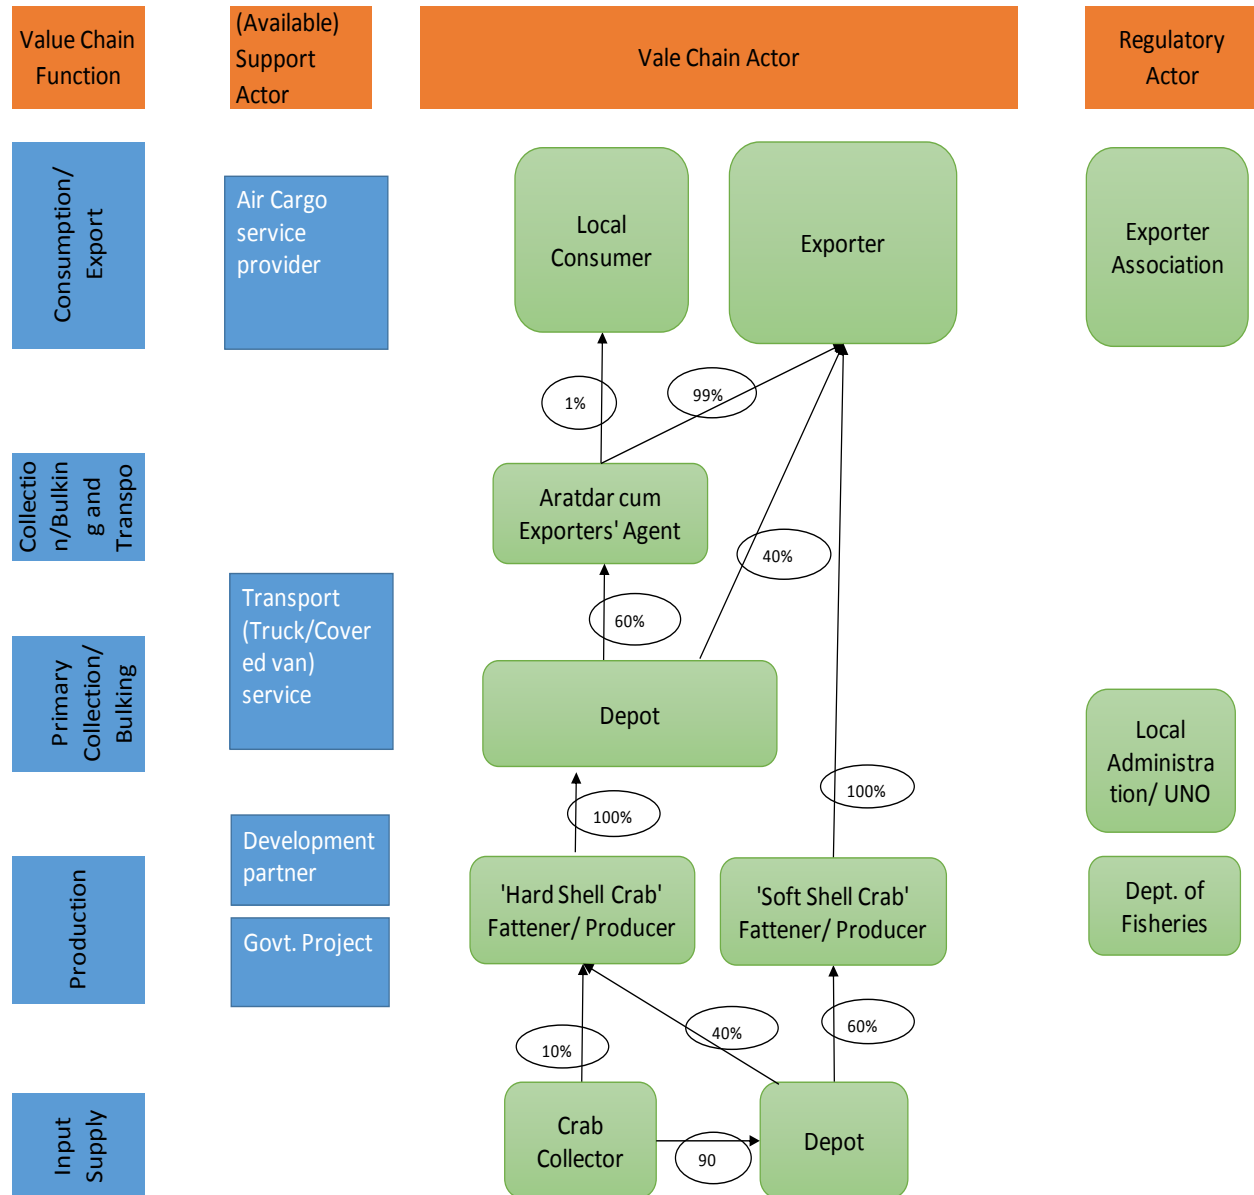 Value Chain
Function
(Available)
Support
Actor
Vale Chain Actor
Regulatory
Actor
Consumption/
Export
Air Cargo
service
provider
Local
Consumer
Exporter
Exporter
Association
1%
99%
Collectio
n/Bulkin
g and
Transpo
Aratdar cum
Exporters' Agent
40%
Transport
(Truck/Cover
ed van)
service
60%
Primary
Collection/
Bulking
Depot
Local
Administra
tion/ UNO
100%
100%
Development
partner
Production
'Hard Shell Crab'
Fattener/ Producer
'Soft Shell Crab'
Fattener/ Producer
Dept. of
Fisheries
Govt. Project
10%
40%
60%
Input
Supply
Crab
Collector
90
Depot